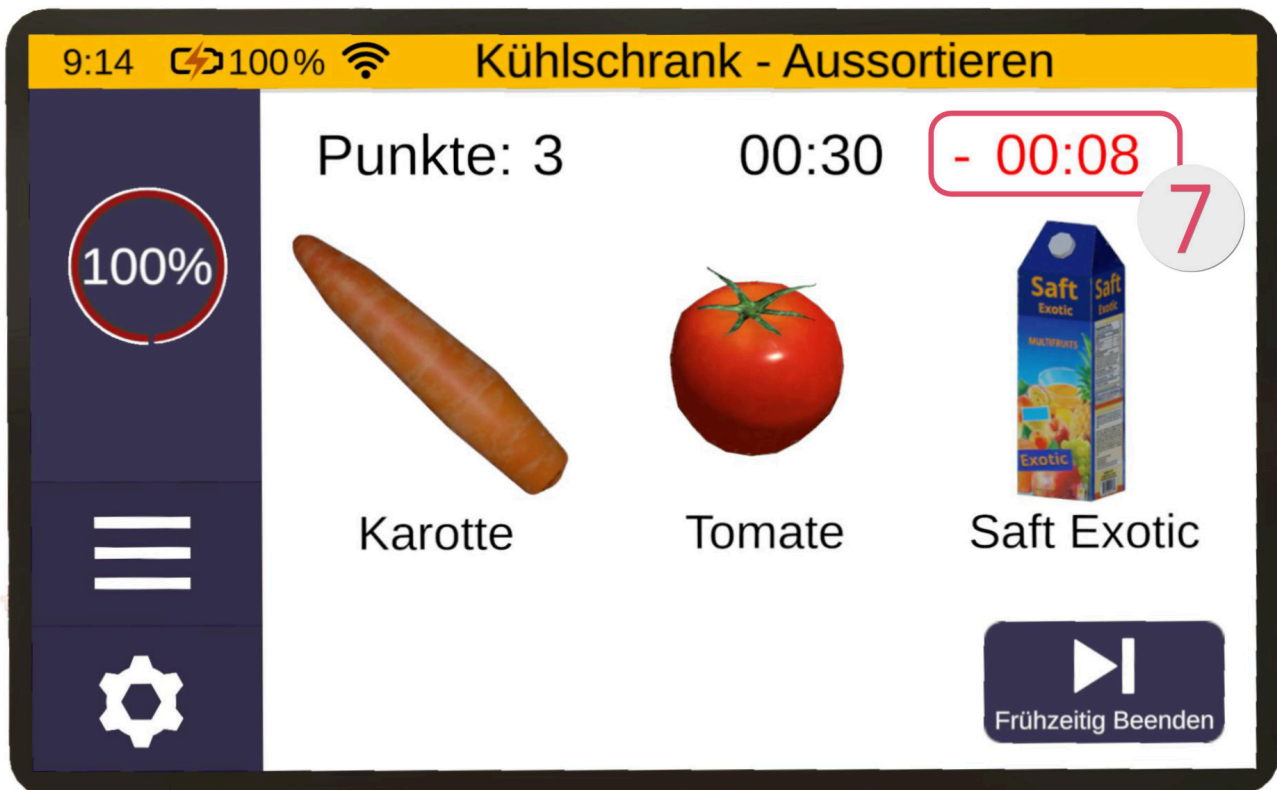 9:14 100% Kühlschrank - Aussortieren
Punkte: 3 00:30 - 00:08
7
100%
Saft Saft
Exotic Exotic
MULTIFRUITS
Exotic
Karotte Tomate Saft Exotic
Frühzeitig Beenden